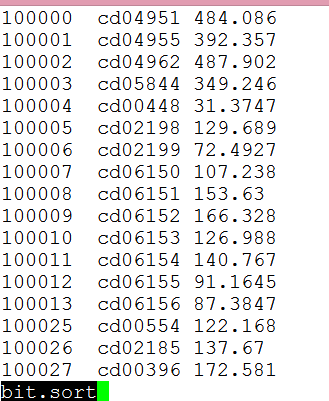 100000 cd04951 484.086
100001 cd04955 392.357
100002 cd04962 487.902
100003 cd05844 349.246
100004 cd00448 31.3747
100005 cd02198 129.689
100006 cd02199 72.4927
100007 cd06150 107.238
100008 cd06151 153.63
100009 cd06152 166.328
100010 cd06153 126.988
100011 cd06154 140.767
100012 cd06155 91.1645
100013 cd06156 87.3847
100025 cd00554 122.168
100026 cd02185 137.67
100027 cd00396 172.581
bit.sort